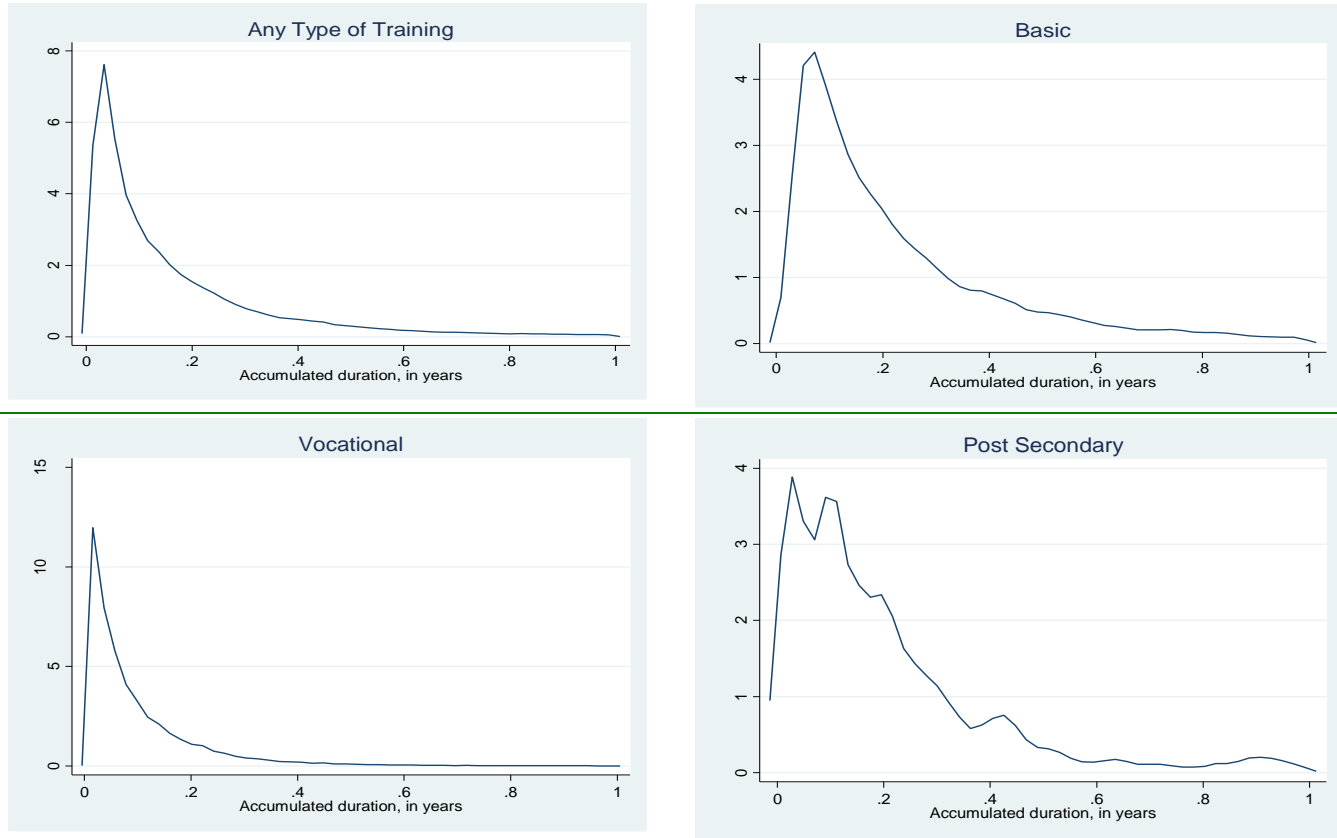 Any Type of Training
8
6
4
2
0
0 .2 .4 .6 .8 1
Accumulated duration, in years
Basic
4
3
2
1
0
0 .2 .4 .6 .8 1
Accumulated duration, in years
Vocational
15
10
5
0
0 .2 .4 .6 .8 1
Accumulated duration, in years
Post Secondary
4
3
2
1
0
0 .2 .4 .6 .8 1
Accumulated duration, in years